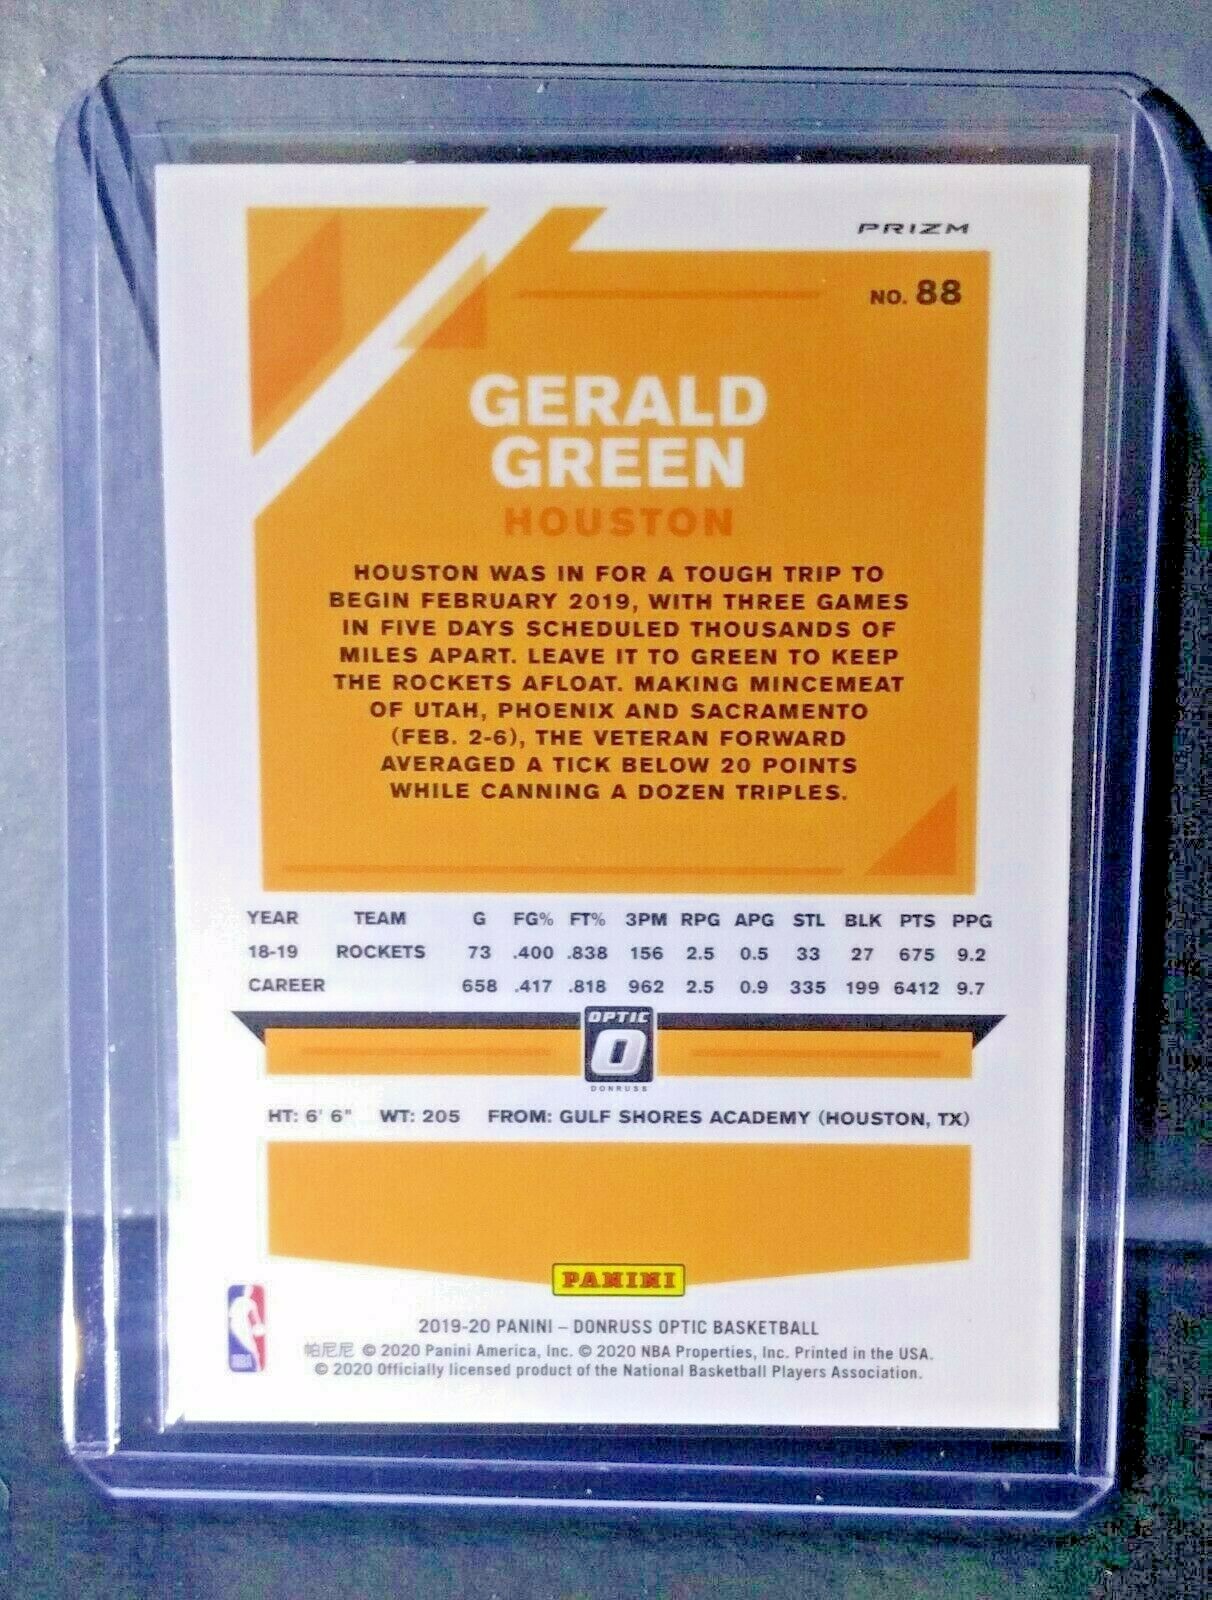 PRIZM
NO. 88
GERALD
GREEN
HOUSTON
HOUSTON WAS IN FOR A TOUGH TRIP TO
BEGIN FEBRUARY 2019, WITH THREE GAMES
IN FIVE DAYS SCHEDULED THOUSANDS OF
MILES APART. LEAVE IT TO GREEN TO KEEP
THE ROCKETS AFLOAT. MAKING MINCEMEAT
OF UTAH, PHOENIX AND SACRAMENTO
(FEB. 2-6), THE VETERAN FORWARD
AVERAGED A TICK BELOW 20 POINTS
WHILE CANNING A DOZEN TRIPLES.
YEAR TEAM G FG% FT% 3PM RPG APG STL BLK PTS PPG
18-19 ROCKETS 73 .400 .838 156 2.5 0.5 33 27 675 9.2
CAREER 658 .417 .818 962 2.5 0.9 335 199 6412 9.7
OPTIC
O
DONRUSS
HT: 6' 6" WT: 205 FROM: GULF SHORES ACADEMY (HOUSTON, TX)
PANINI
NBA
2019-20 PANINI – DONRUSS OPTIC BASKETBALL
帕尼尼 © 2020 Panini America, Inc. © 2020 NBA Properties, Inc. Printed in the USA.
© 2020 Officially licensed product of the National Basketball Players Association.